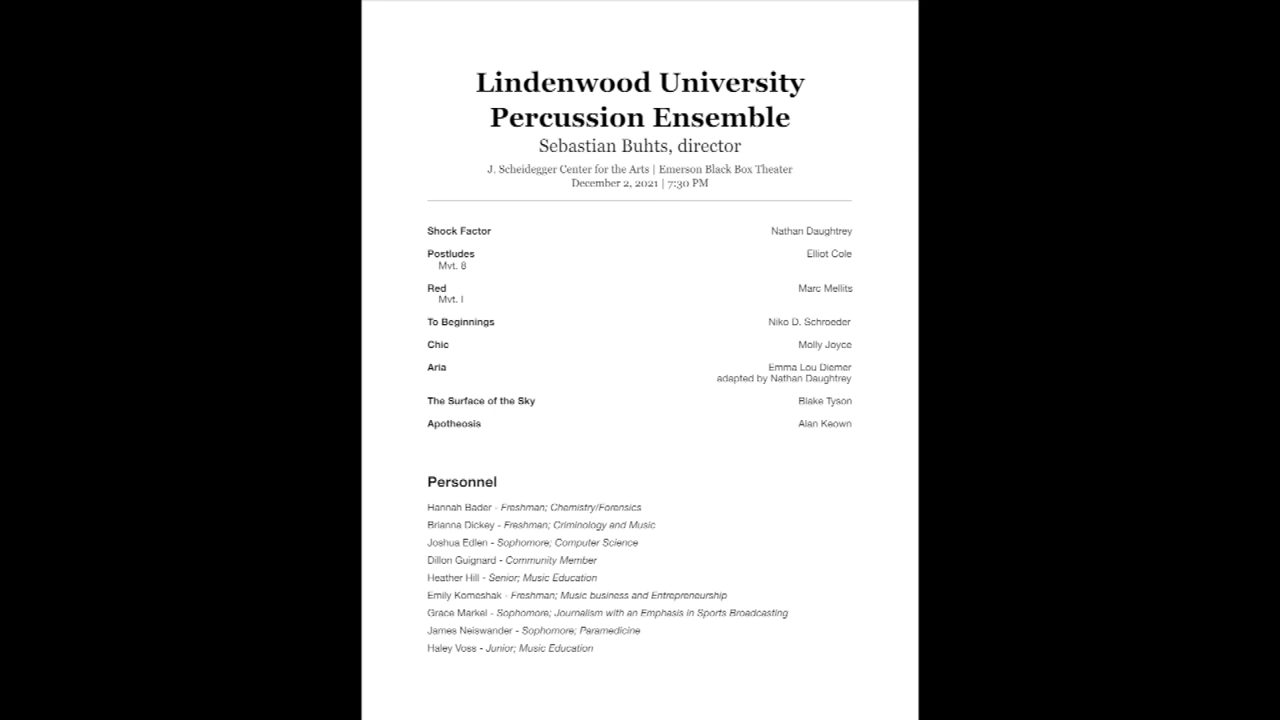 Lindenwood University
Percussion Ensemble
Sebastian Buhts, director
J. Scheidegger Center for the Arts | Emerson Black Box Theater
December 2, 2021 | 7:30 PM
Shock Factor Nathan Daughtrey
Postludes Elliot Cole
Mvt. 8
Red Marc Mellits
Mvt. I
To Beginnings Niko D. Schroeder
Chic Molly Joyce
Aria Emma Lou Diemer
adapted by Nathan Daughtrey
The Surface of the Sky Blake Tyson
Apotheosis Alan Keown
Personnel
Hannah Bader - Freshman; Chemistry/Forensics
Brianna Dickey - Freshman; Criminology and Music
Joshua Edlen - Sophomore; Computer Science
Dillon Guignard - Community Member
Heather Hill - Senior; Music Education
Emily Komeshak - Freshman; Music business and Entrepreneurship
Grace Markel - Sophomore; Journalism with an Emphasis in Sports Broadcasting
James Neiswander - Sophomore; Paramedicine
Haley Voss - Junior; Music Education